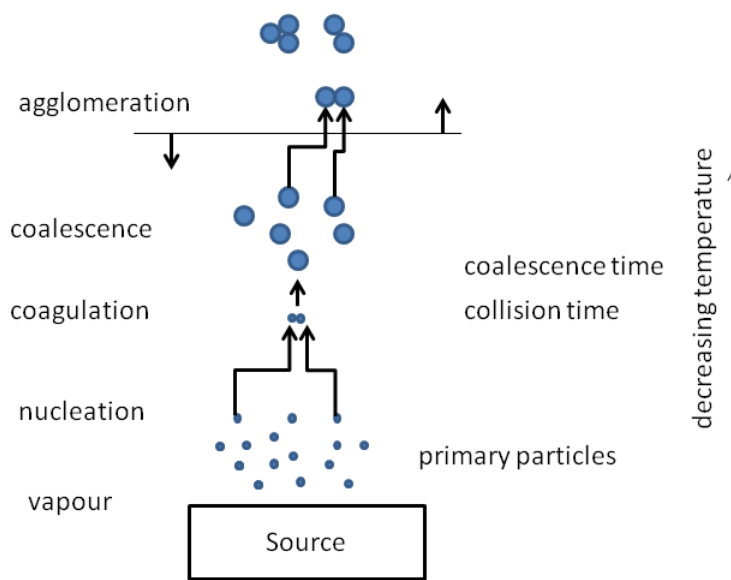 agglomeration
coalescence
coalescence time
coagulation
collision time
nucleation
primary particles
vapour
Source
decreasing temperature